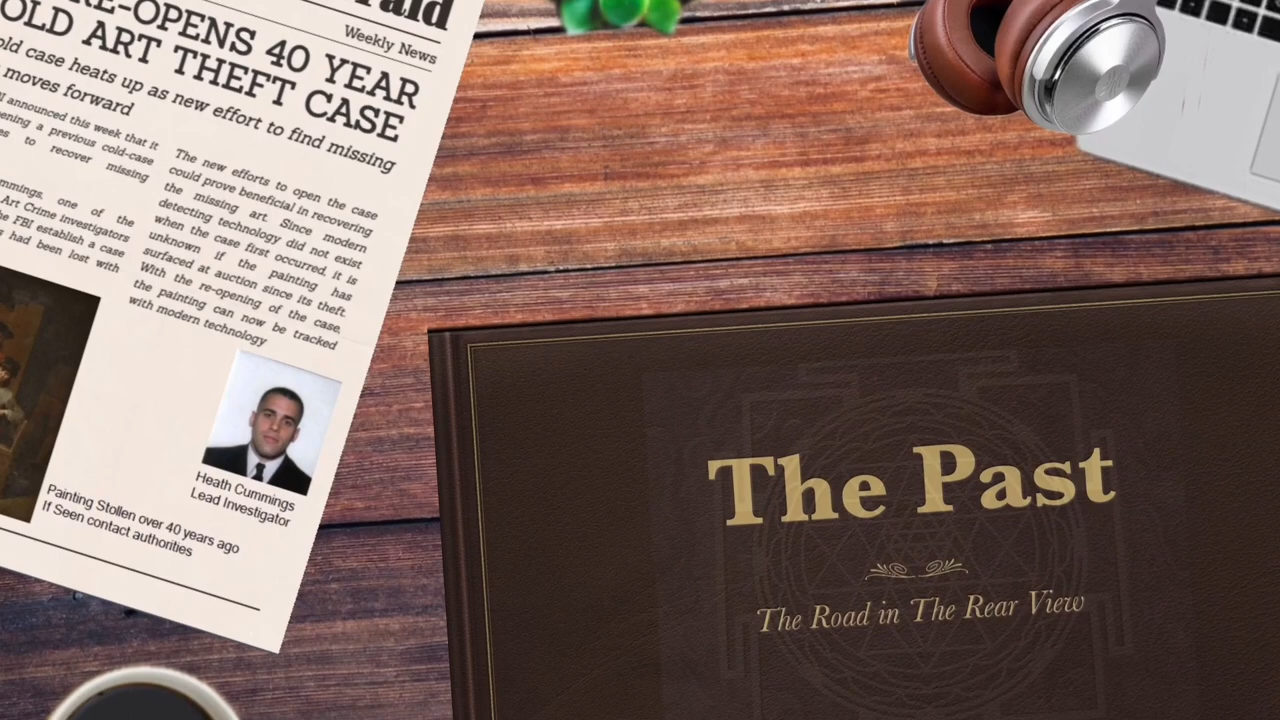 Weekly News
RE-OPENS 40 YEAR
OLD ART THEFT CASE
old case heats up as new effort to find missing
moves forward
announced this week that it
a previous cold-case
to recover missing
one of the
Art Crime investigators
FBI establish a case
had been lost with
The new efforts to open the case
could prove beneficial in recovering
the missing art. Since modern
detecting technology did not exist
when the case first occurred, it is
unknown if the painting has
surfaced at auction since its theft.
With the re-opening of the case,
the painting can now be tracked
with modern technology
Heath Cummings
Lead Investigator
Painting Stollen over 40 years ago
If Seen contact authorities
The Past
The Road in The Rear View